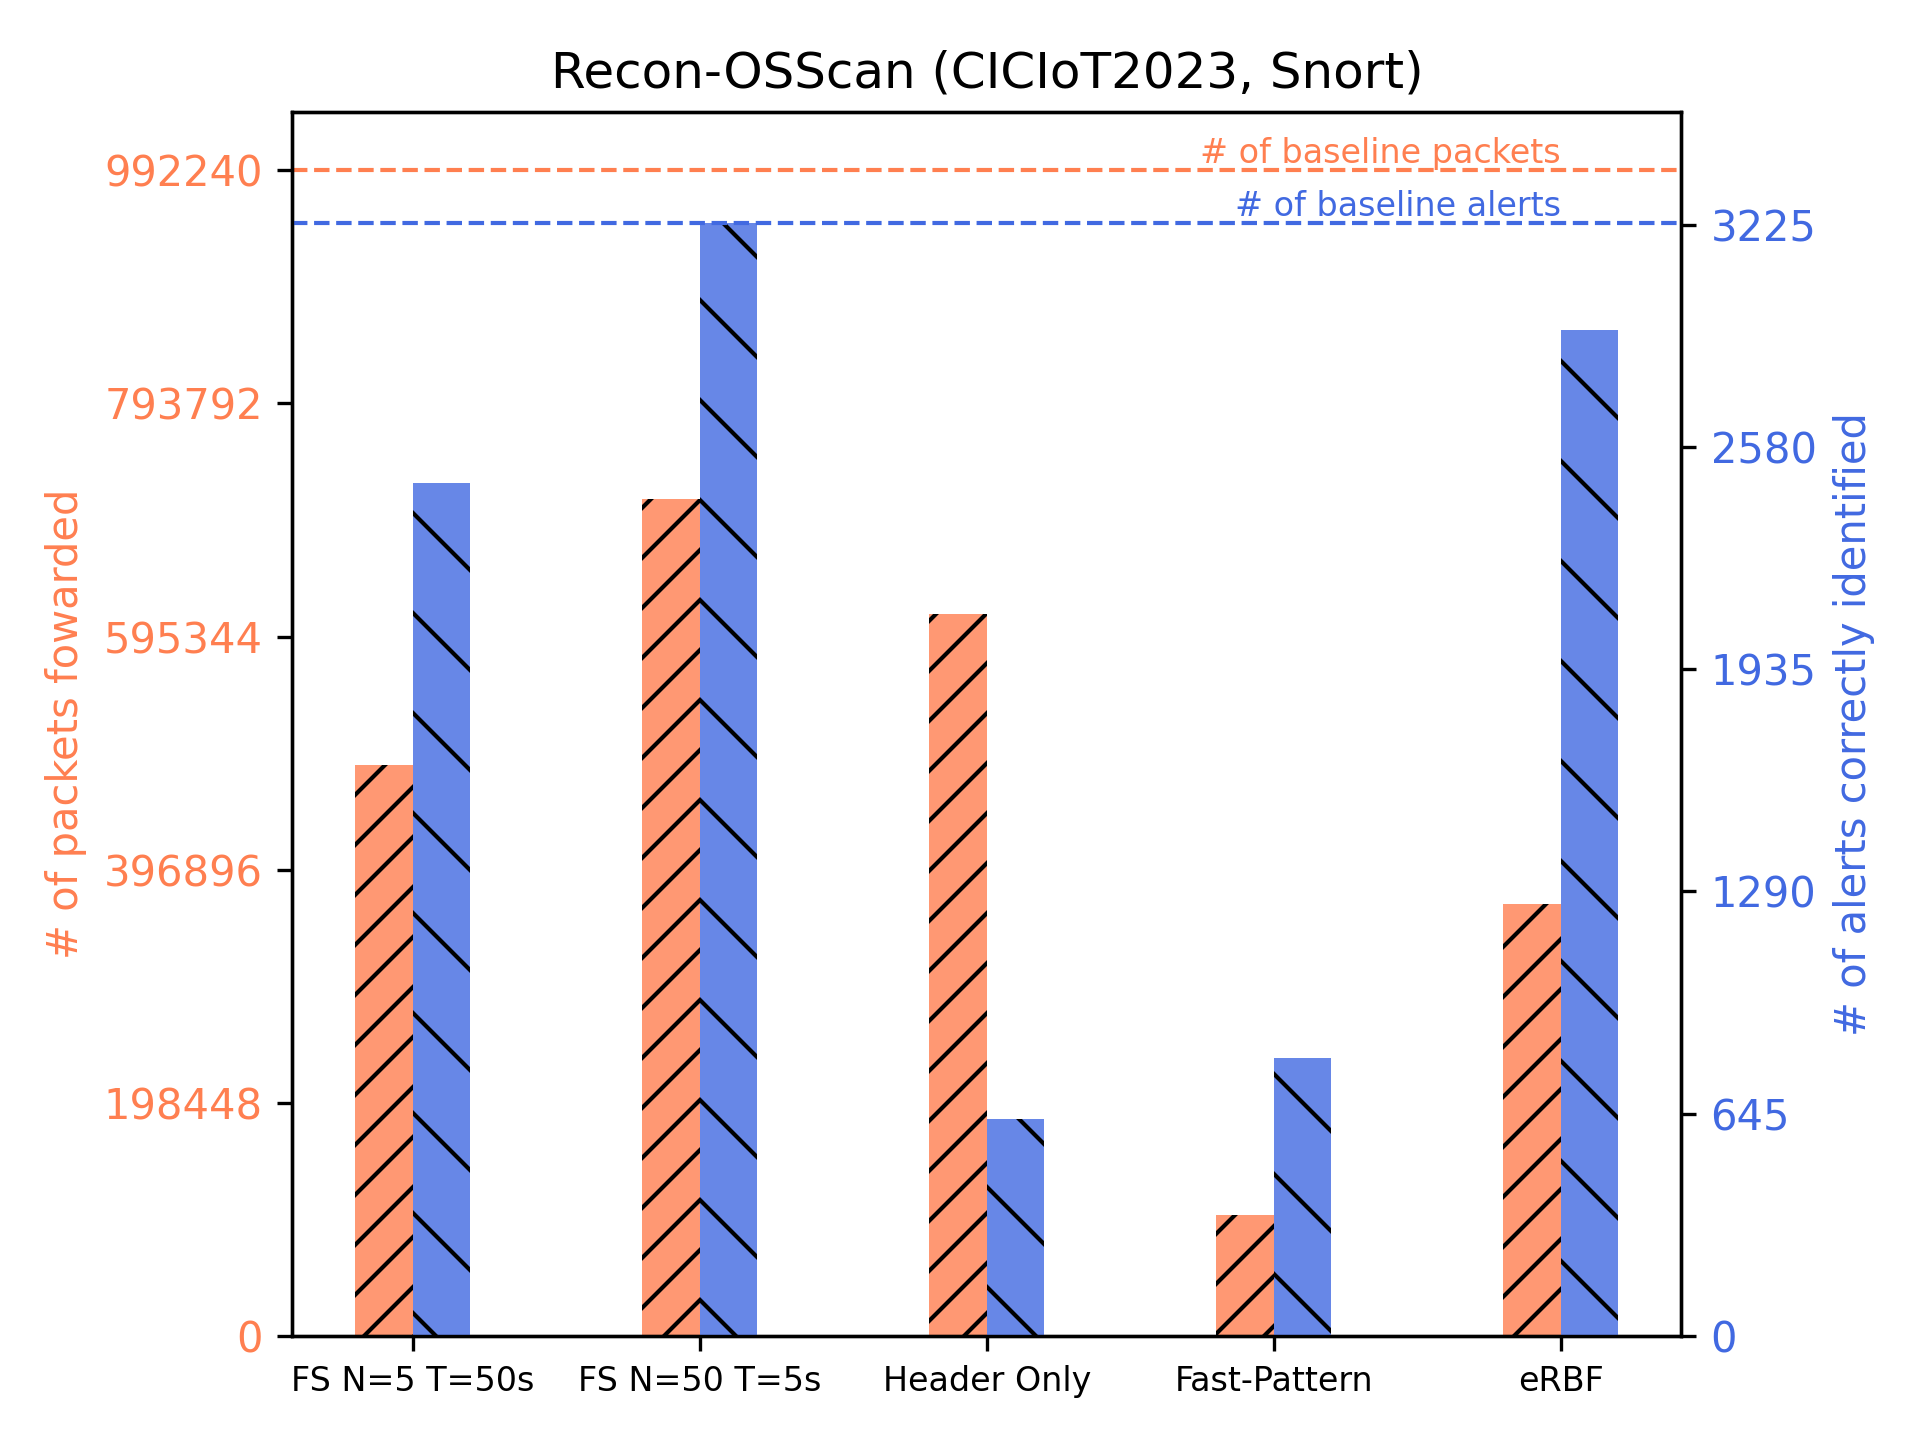 Recon-OSScan (CICIoT2023, Snort)
# of baseline packets
# of baseline alerts
992240
793792
595344
396896
198448
0
# of packets fowarded
3225
2580
1935
1290
645
0
# of alerts correctly identified
FS N=5 T=50s
FS N=50 T=5s
Header Only
Fast-Pattern
eRBF